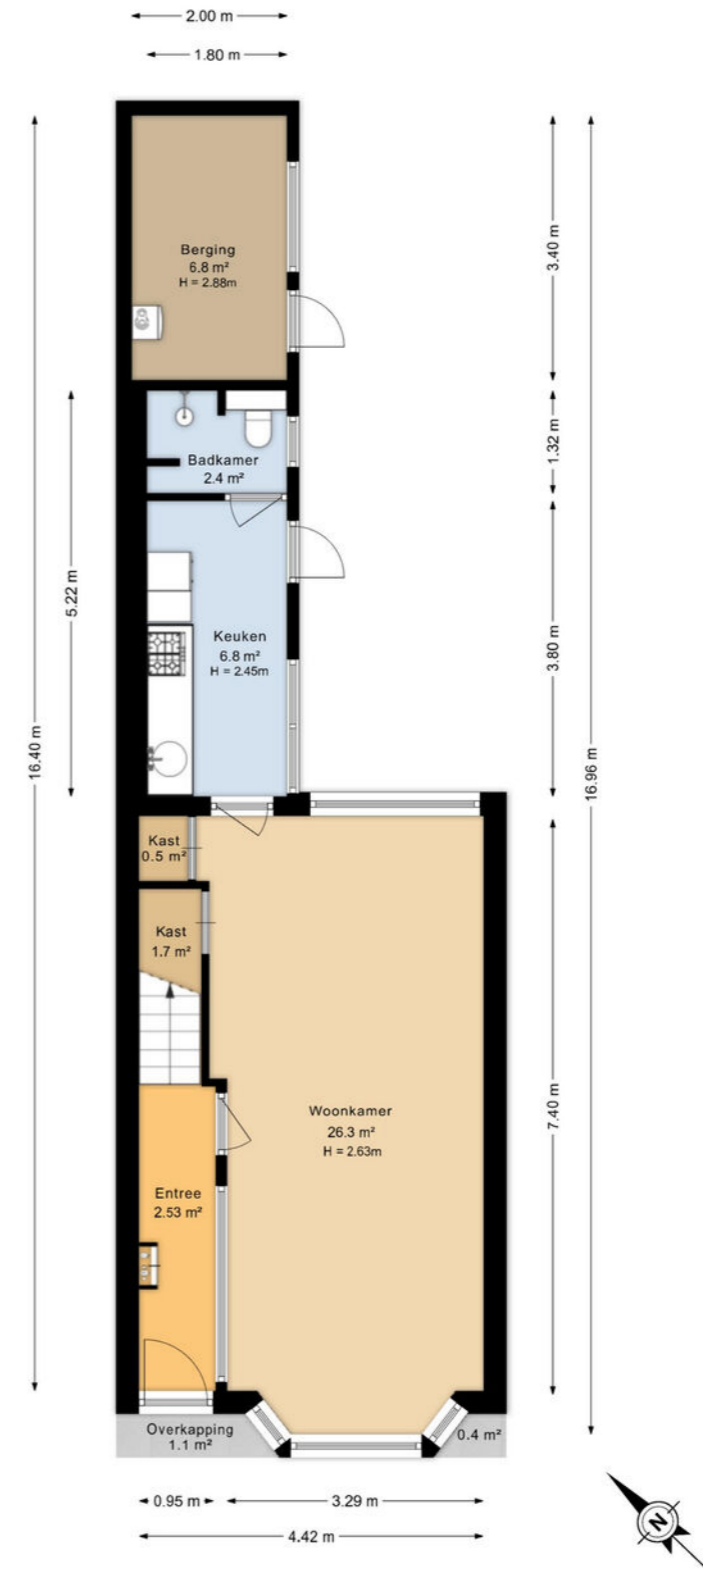 2.00 m
1.80 m
Berging
6.8 m²
H = 2.88m
3.40 m
1.32 m
Badkamer
2.4 m²
5.22 m
Keuken
6.8 m²
H = 2.45m
3.80 m
16.40 m
16.96 m
Kast
0.5 m²
Kast
1.7 m²
7.40 m
Woonkamer
26.3 m²
H = 2.63m
Entree
2.53 m²
Overkapping
1.1 m²
0.4 m²
0.95 m
3.29 m
4.42 m
N